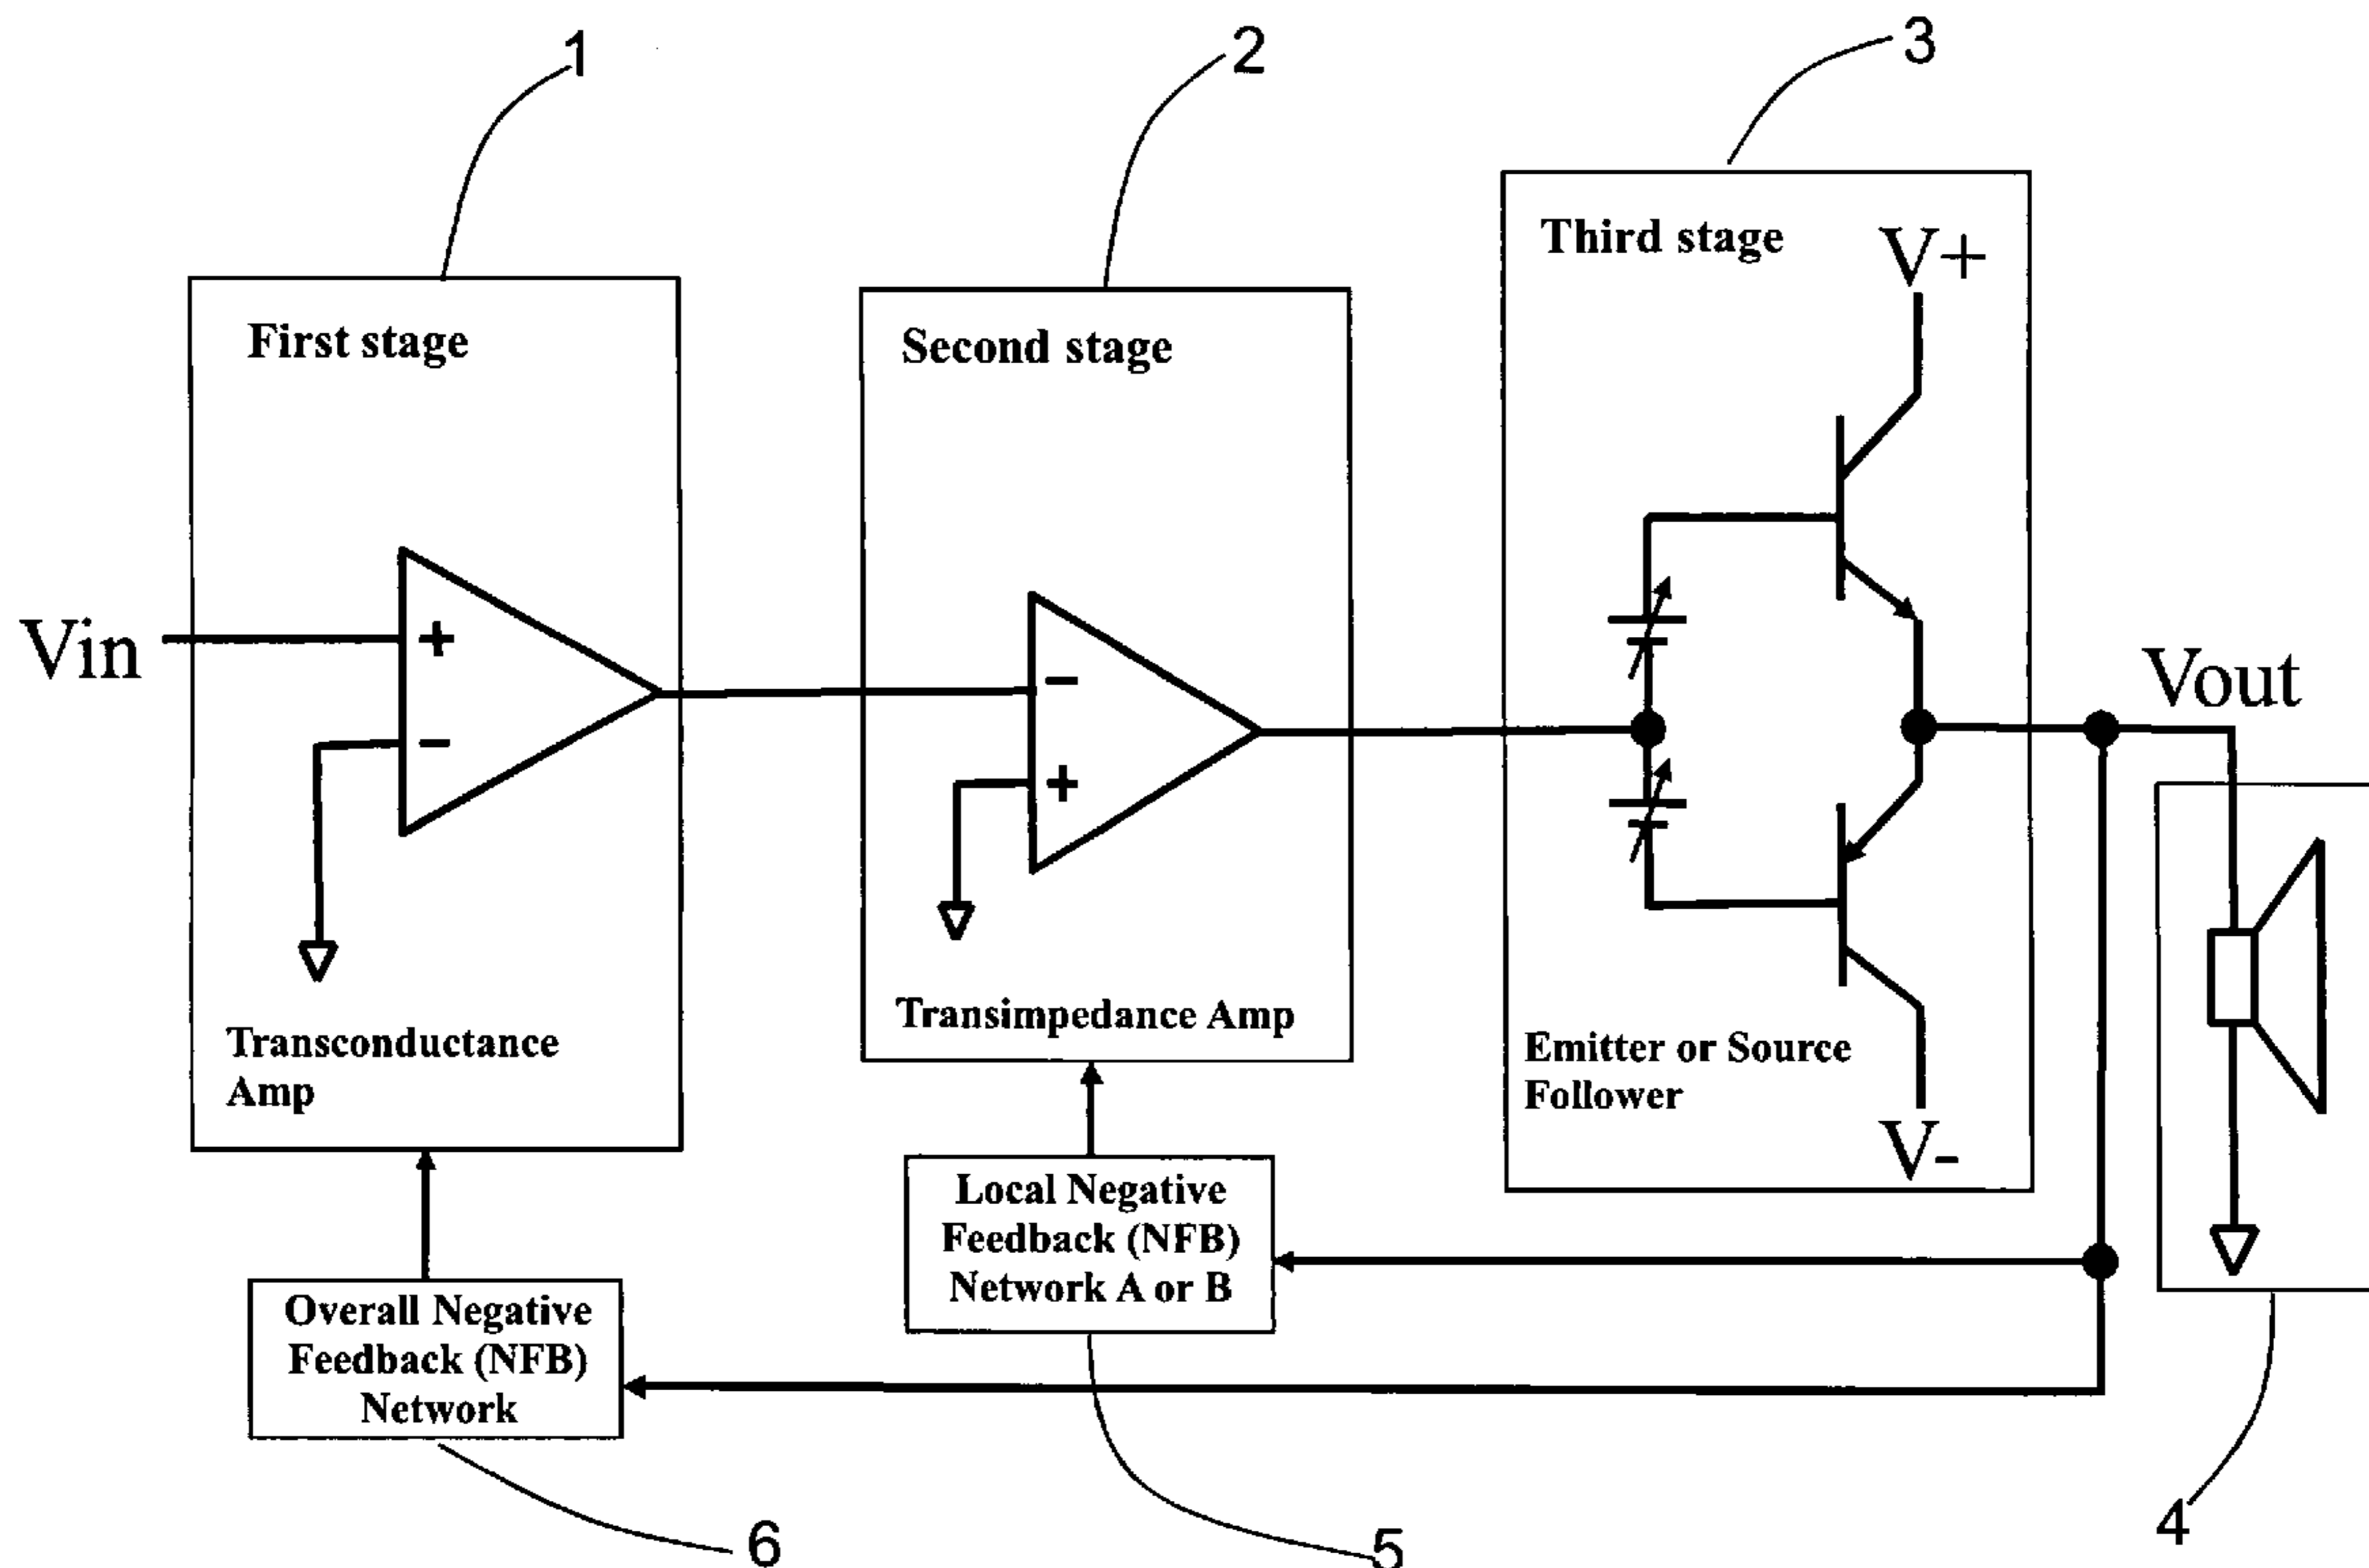 1
2
3
First stage
Second stage
Third stage
V+
Vin
+
−
−
+
Vout
Transconductance
Amp
Transimpedance Amp
Emitter or Source
Follower
V-
Local Negative
Feedback (NFB)
Network A or B
Overall Negative
Feedback (NFB)
Network
6
5
4